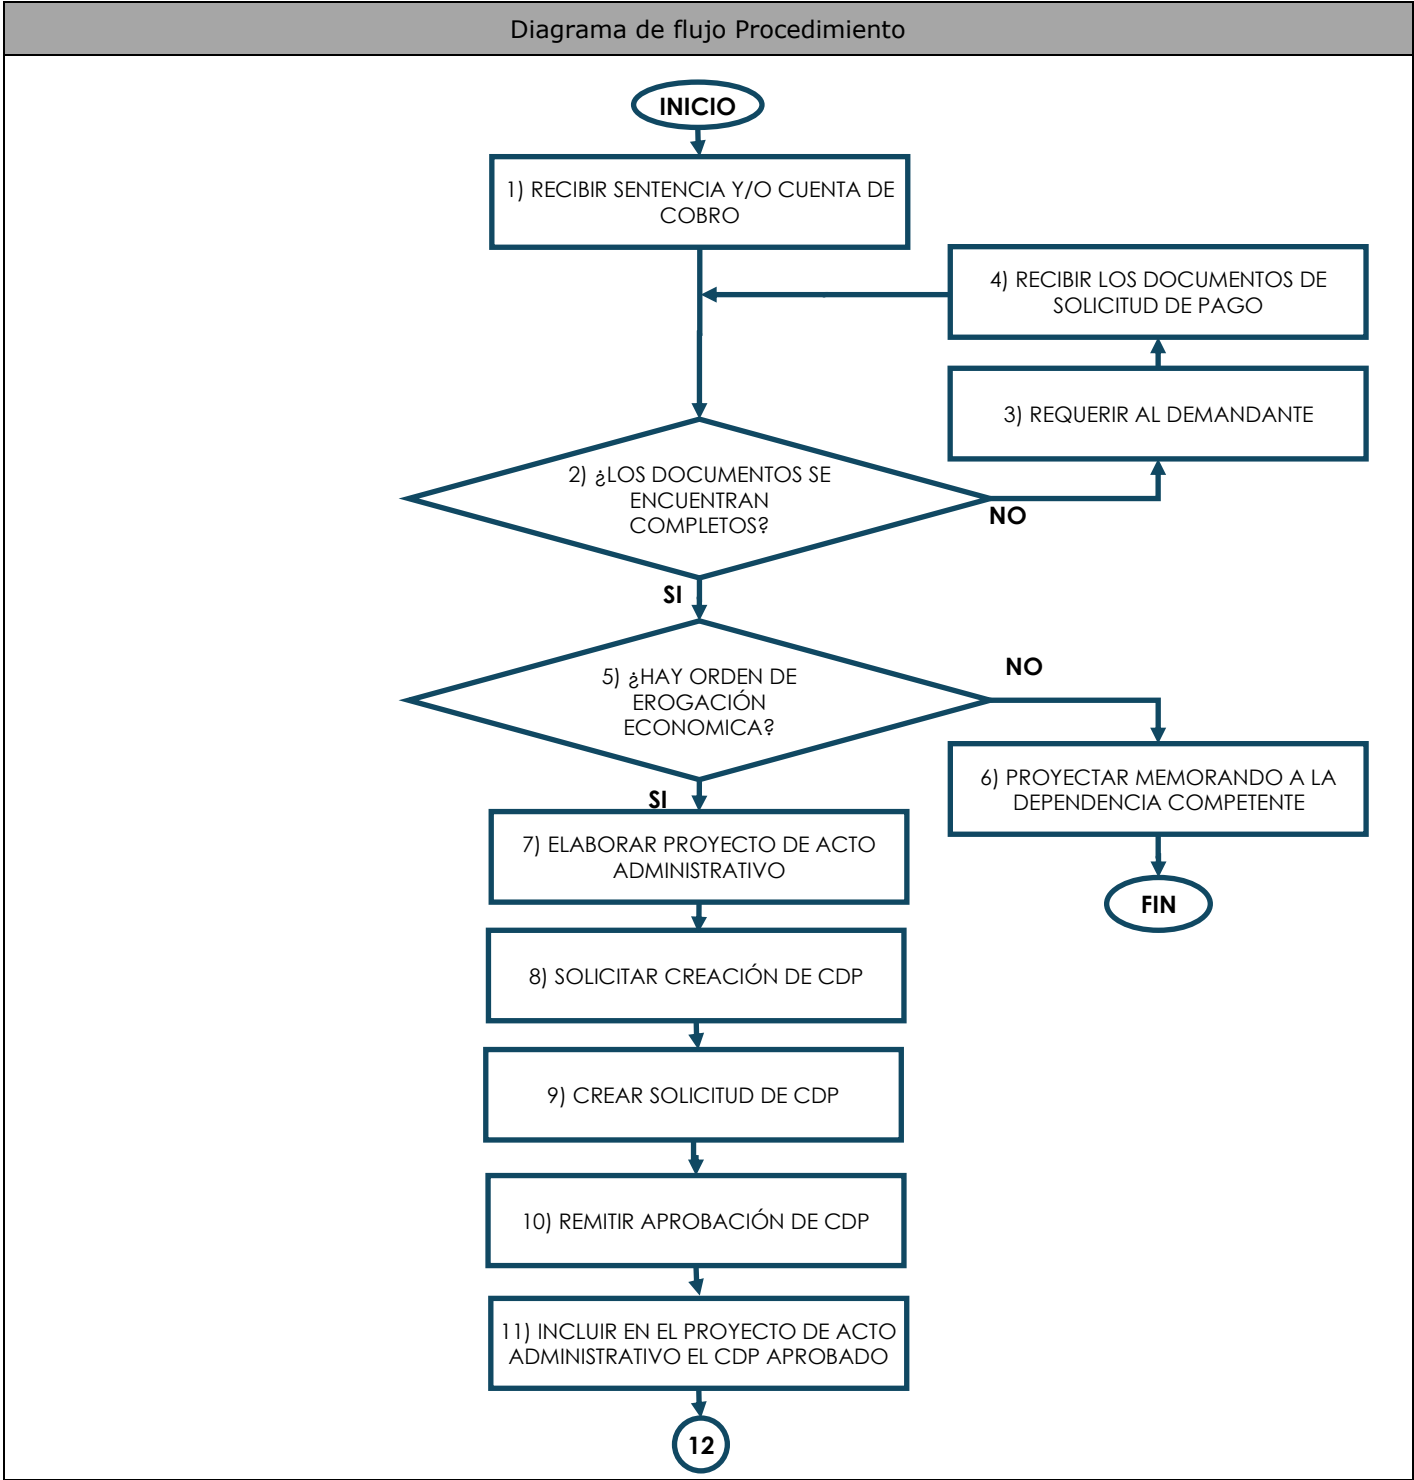 Diagrama de flujo Procedimiento
INICIO
1) RECIBIR SENTENCIA Y/O CUENTA DE
COBRO
4) RECIBIR LOS DOCUMENTOS DE
SOLICITUD DE PAGO
3) REQUERIR AL DEMANDANTE
2) ¿LOS DOCUMENTOS SE
ENCUENTRAN
COMPLETOS?
NO
SI
5) ¿HAY ORDEN DE
EROGACIÓN
ECONOMICA?
NO
SI
6) PROYECTAR MEMORANDO A LA
DEPENDENCIA COMPETENTE
FIN
7) ELABORAR PROYECTO DE ACTO
ADMINISTRATIVO
8) SOLICITAR CREACIÓN DE CDP
9) CREAR SOLICITUD DE CDP
10) REMITIR APROBACIÓN DE CDP
11) INCLUIR EN EL PROYECTO DE ACTO
ADMINISTRATIVO EL CDP APROBADO
12